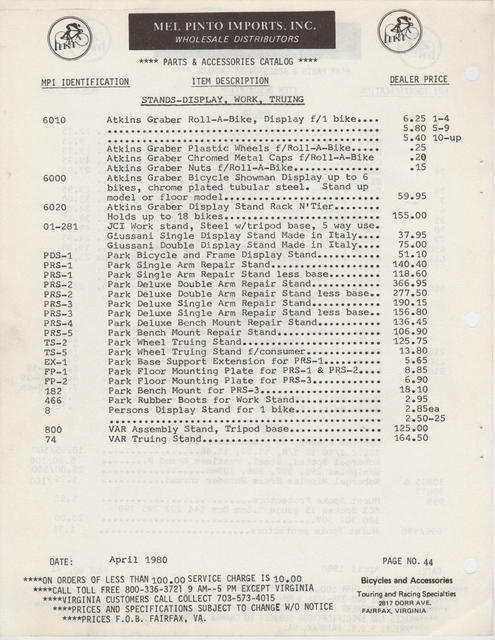 MEL PINTO IMPORTS, INC.
WHOLESALE DISTRIBUTORS
**** PARTS & ACCESSORIES CATALOG ****
MPI IDENTIFICATION ITEM DESCRIPTION DEALER PRICE
STANDS-DISPLAY, WORK, TRUING
6010 Atkins Graber Roll-A-Bike, Display f/1 bike.... 6.25 1-4
5.80 5-9
5.40 10-up
Atkins Graber Plastic Wheels f/Roll-A-Bike..... .25
Atkins Graber Chromed Metal Caps f/Roll-A-Bike .20
Atkins Graber Nuts f/Roll-A-Bike............... .15
6000 Atkins Graber Bicycle Showman Display up to 6
bikes, chrome plated tubular steel. Stand up
model or floor model........................... 59.95
6020 Atkins Graber Display Stand Rack N'Tier........
Holds up to 18 bikes........................... 155.00
01-281 JCI Work stand, Steel w/tripod base, 5 way use.
Giussani Single Display Stand Made in Italy.... 37.95
Giussani Double Display Stand Made in Italy.... 75.00
PDS-1 Park Bicycle and Frame Display Stand........... 51.10
PRS-1 Park Single Arm Repair Stand................... 140.40
PRS-1 Park Single Arm Repair Stand less base......... 118.60
PRS-2 Park Deluxe Double Arm Repair Stand............ 366.95
PRS-2 Park Deluxe Double Arm Repair Stand less base.. 277.50
PRS-3 Park Deluxe Single Arm Repair Stand............ 190.15
PRS-3 Park Deluxe Single Arm Repair Stand less base.. 156.80
PRS-4 Park Deluxe Bench Mount Repair Stand........... 136.45
PRS-5 Park Bench Mount Repair Stand.................. 106.90
TS-2 Park Wheel Truing Stand........................ 125.75
TS-5 Park Wheel Truing Stand f/consumer............. 13.80
EX-1 Park Base Support Extension for PRS-1.......... 5.65
FP-1 Park Floor Mounting Plate for PRS-1 & PRS-2.... 8.85
FP-2 Park Floor Mounting Plate for PRS-3............ 6.90
182 Park Bench Mount for PRS-3..................... 18.10
466 Park Rubber Boots for Work Stand............... 2.95
8 Persons Display Stand for 1 bike............... 2.85ea
2.50-25
800 VAR Assembly Stand, Tripod base................ 125.00
74 VAR Truing Stand............................... 164.50
DATE: April 1980 PAGE NO. 44
****ON ORDERS OF LESS THAN 100.00 SERVICE CHARGE IS 10.00
****CALL TOLL FREE 800-336-3721 9 AM--5 PM EXCEPT VIRGINIA
****VIRGINIA CUSTOMERS CALL COLLECT 703-573-4015
****PRICES AND SPECIFICATIONS SUBJECT TO CHANGE W/O NOTICE
****PRICES F.O.B. FAIRFAX, VA.
Bicycles and Accessories
Touring and Racing Specialties
2817 DORR AVE.
FAIRFAX, VIRGINIA